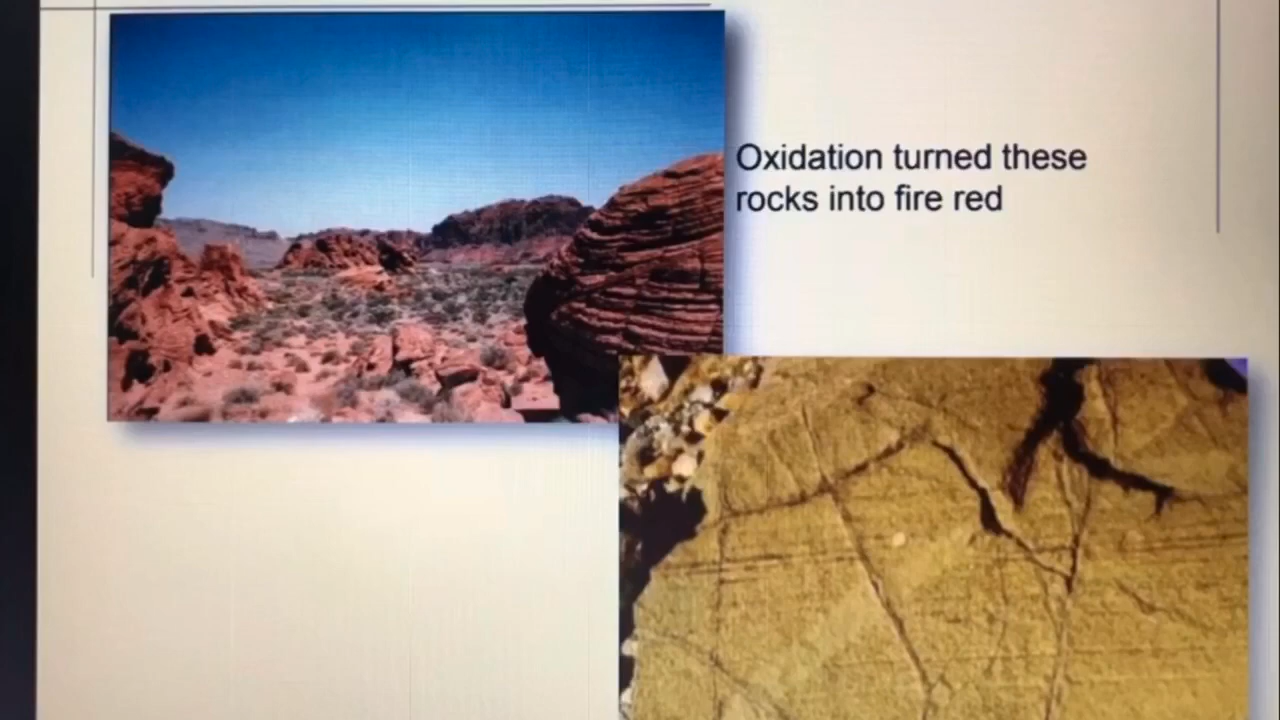 Oxidation turned these
rocks into fire red